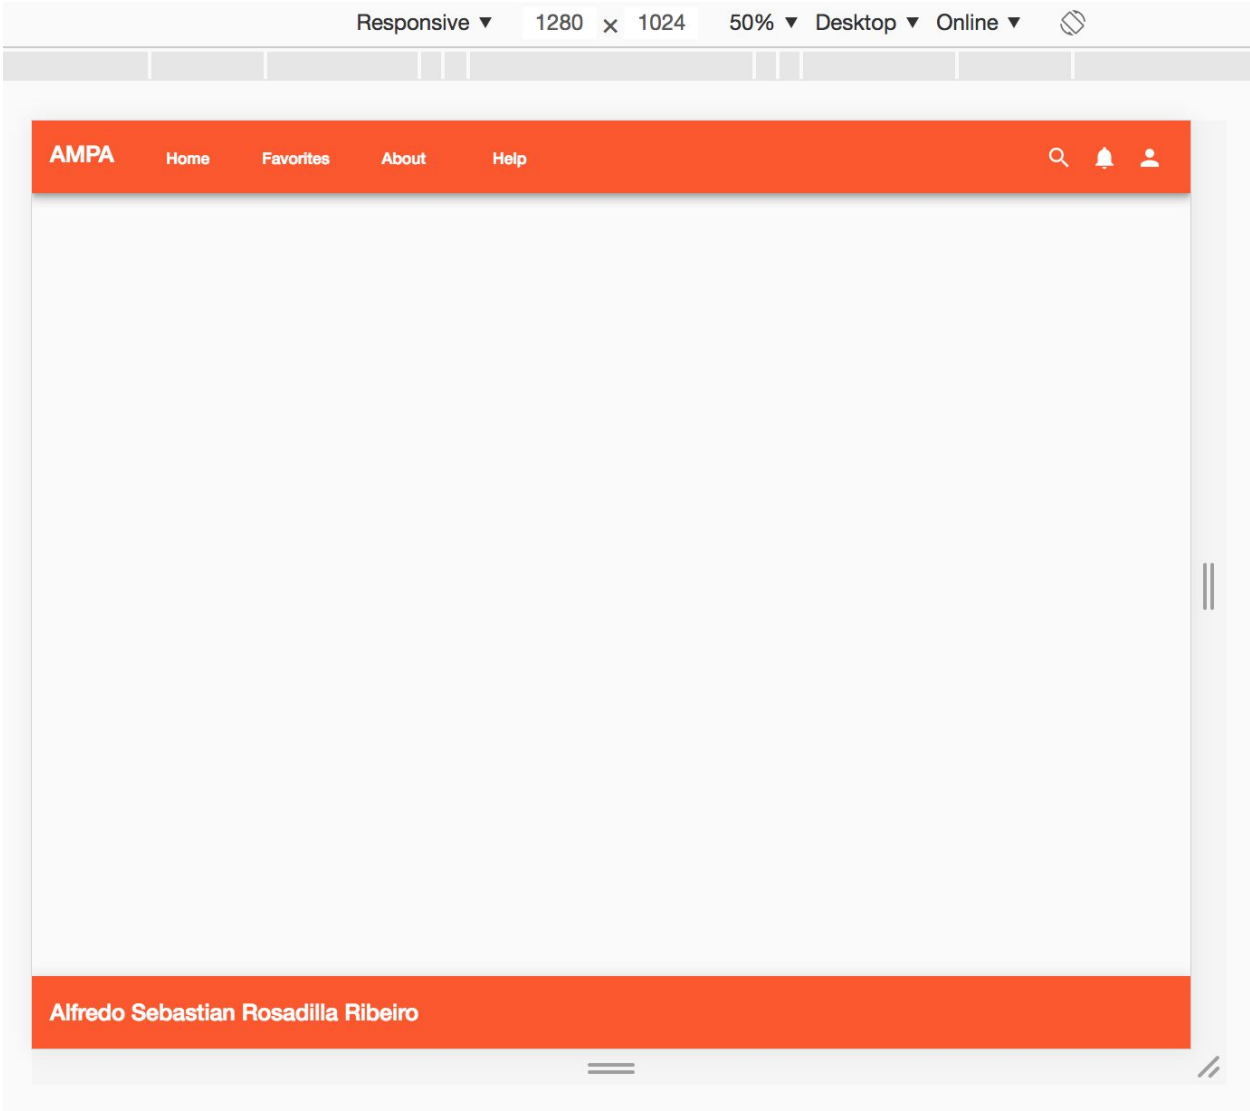 Responsive ▼ 1280 × 1024 50% ▼ Desktop ▼ Online ▼
AMPA Home Favorites About Help
Alfredo Sebastian Rosadilla Ribeiro